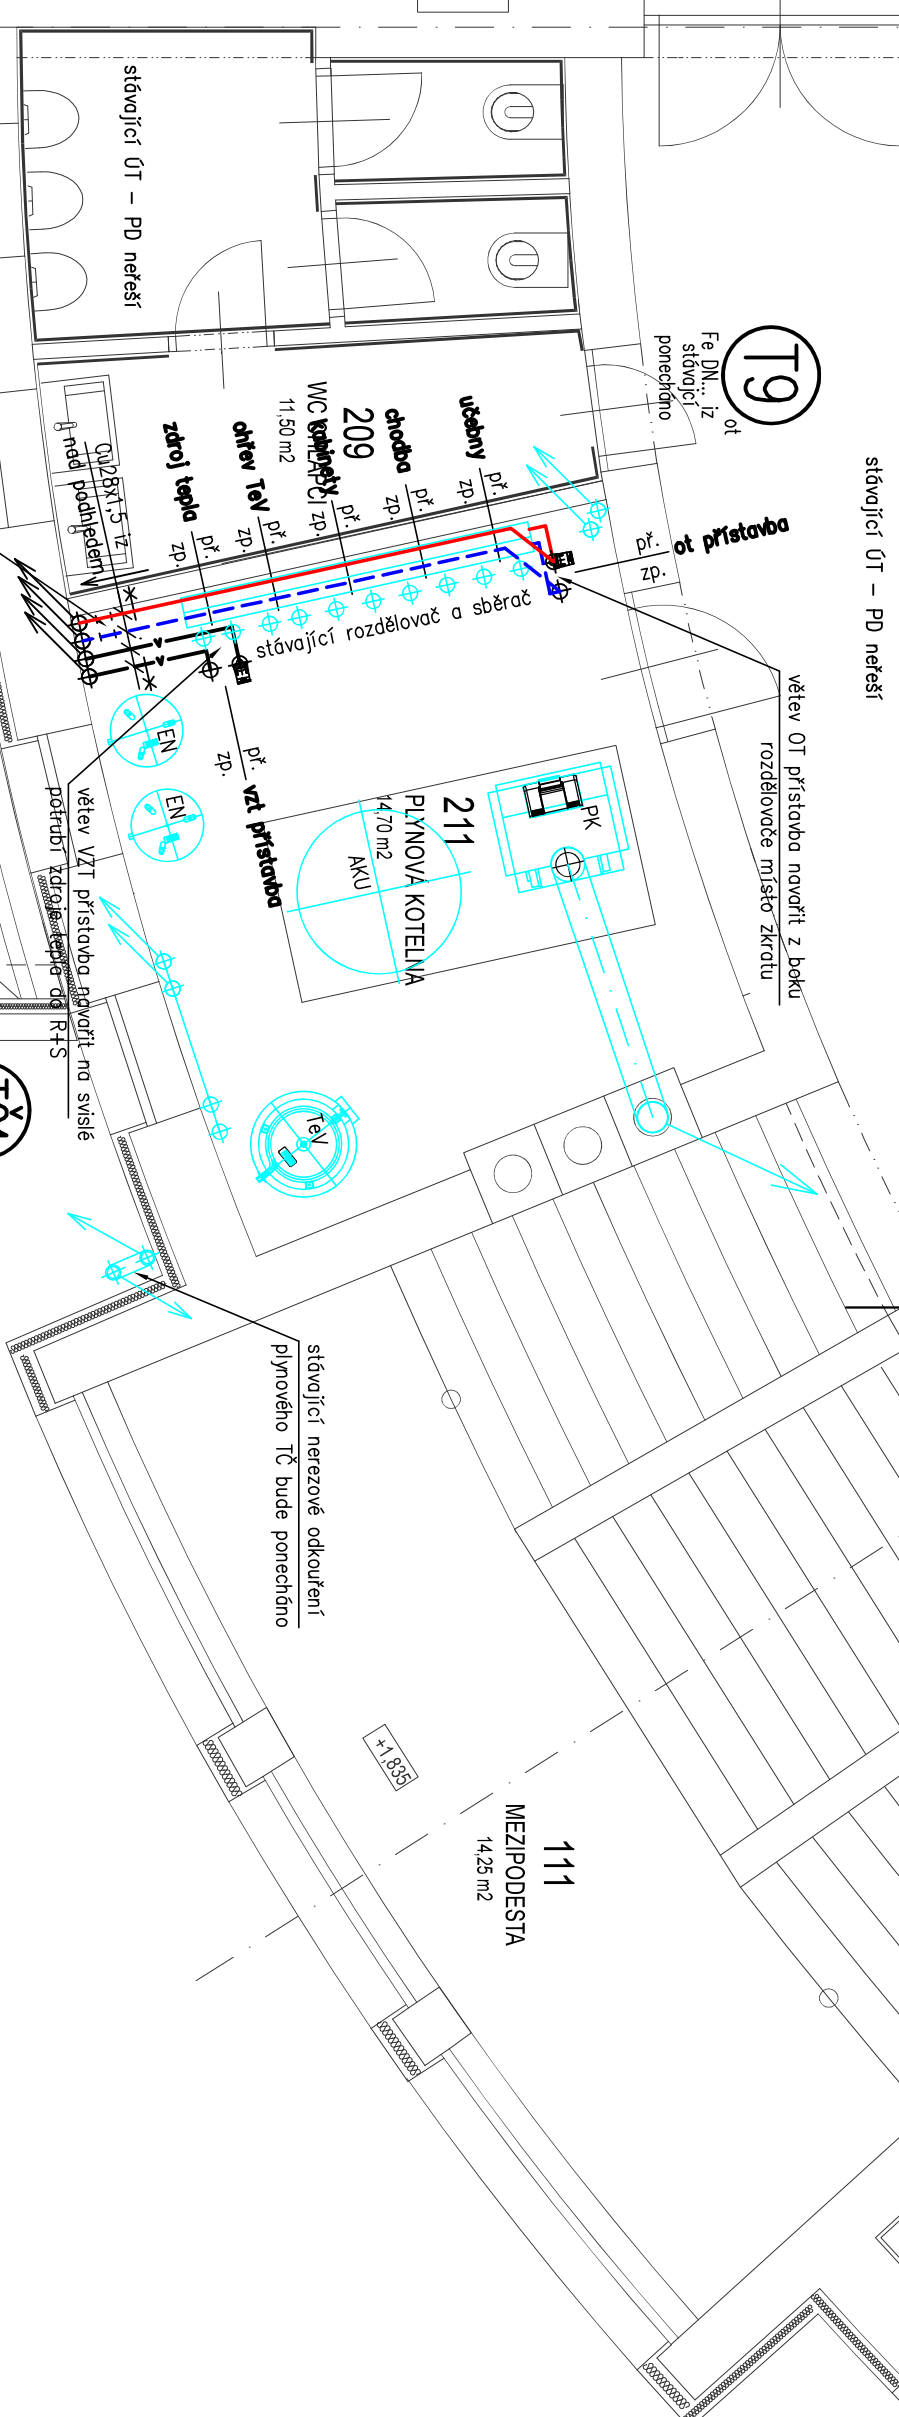 stávající ÚT - PD neřeší
stávající ÚT - PD neřeší
T9
ot
Fe DN... iz
stávající
ponecháno
209
WC CHLAPCI
11,50 m2
učebny
př.
zp.
chodba
př.
zp.
kabinety
př.
zp.
ohřev TeV
př.
zp.
zdroj tepla
př.
zp.
Cu28x1,5 iz
nad podhledem
př.
zp.
ot přístavba
stávající rozdělovač a sběrač
větev OT přístavba navařit z boku
rozdělovače místo zkratu
př.
zp.
vzt přístavba
EN
EN
větev VZT přístavba navařit na svislé
potrubí zdroje tepla do R+S
211
PLYNOVÁ KOTELNA
14,70 m2
AKU
PK
TeV
TČ1
stávající nerezové odkouření
plynového TČ bude ponecháno
+1,835
111
MEZIPODESTA
14,25 m2